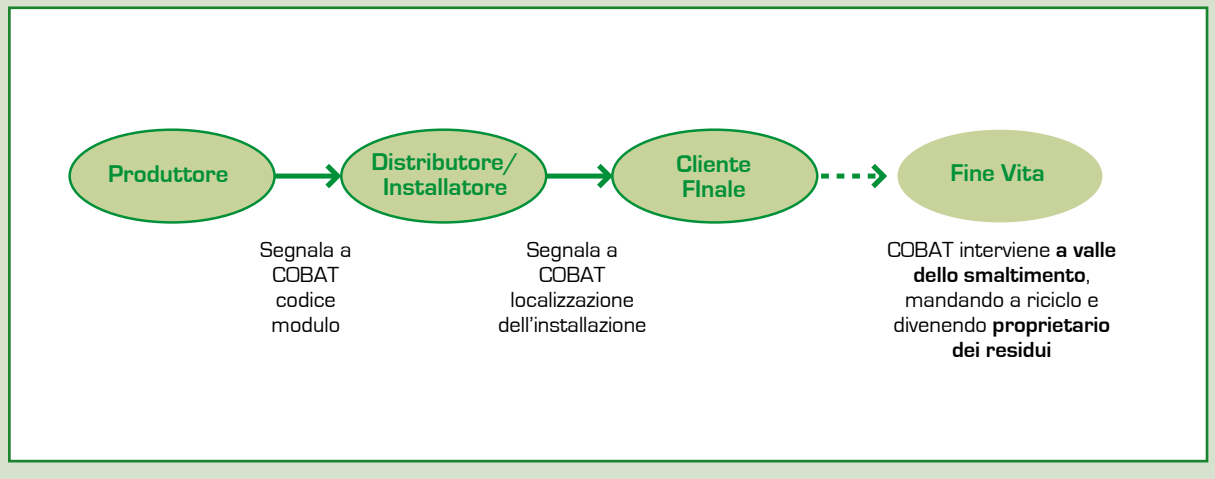 Produttore
Distributore/
Installatore
Cliente
FInale
Fine Vita
Segnala a
COBAT
codice
modulo
Segnala a
COBAT
localizzazione
dell'installazione
COBAT interviene a valle
dello smaltimento,
mandando a riciclo e
divenendo proprietario
dei residui